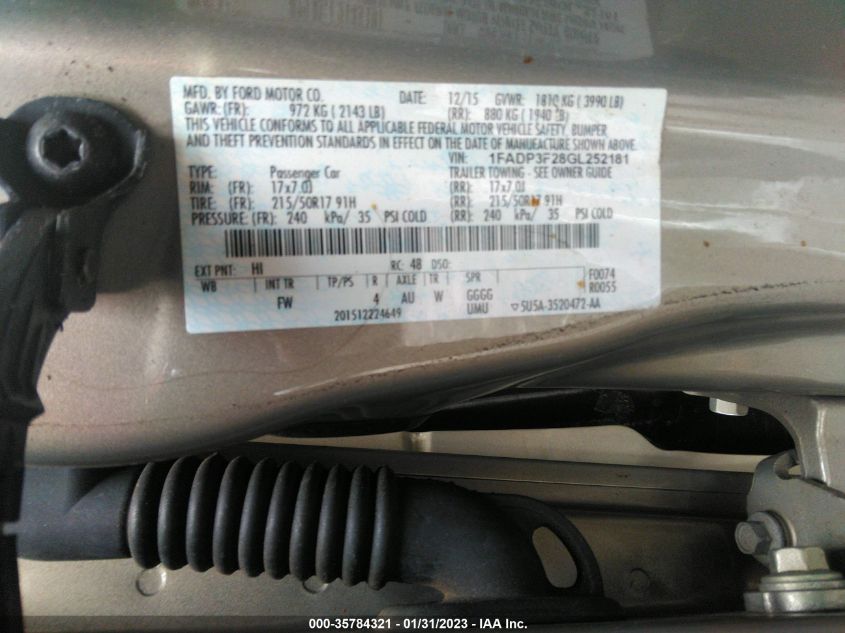 MFD. BY FORD MOTOR CO. DATE: 12/15 GVWR: 1810 KG ( 3990 LB)
GAWR: (FR): 972 KG ( 2143 LB) (RR): 880 KG ( 1940 LB)
THIS VEHICLE CONFORMS TO ALL APPLICABLE FEDERAL MOTOR VEHICLE SAFETY, BUMPER,
AND THEFT PREVENTION STANDARDS IN EFFECT ON THE DATE OF MANUFACTURE SHOWN ABOVE.
VIN: 1FADP3F28GL252181
TYPE: Passenger Car TRAILER TOWING - SEE OWNER GUIDE
RIM: (FR): 17x7.0J (RR): 17x7.0J
TIRE: (FR): 215/50R17 91H (RR): 215/50R17 91H
PRESSURE: (FR): 240 kPa/ 35 PSI COLD (RR): 240 kPa/ 35 PSI COLD
EXT PNT: HI RC: 48 DSO:
WB INT TR TP/PS R AXLE TR SPR F0074
FW 4 AU W GGGG R0055
UMU
201512224649 5U5A-3520472-AA
000-35784321 - 01/31/2023 - IAA Inc.